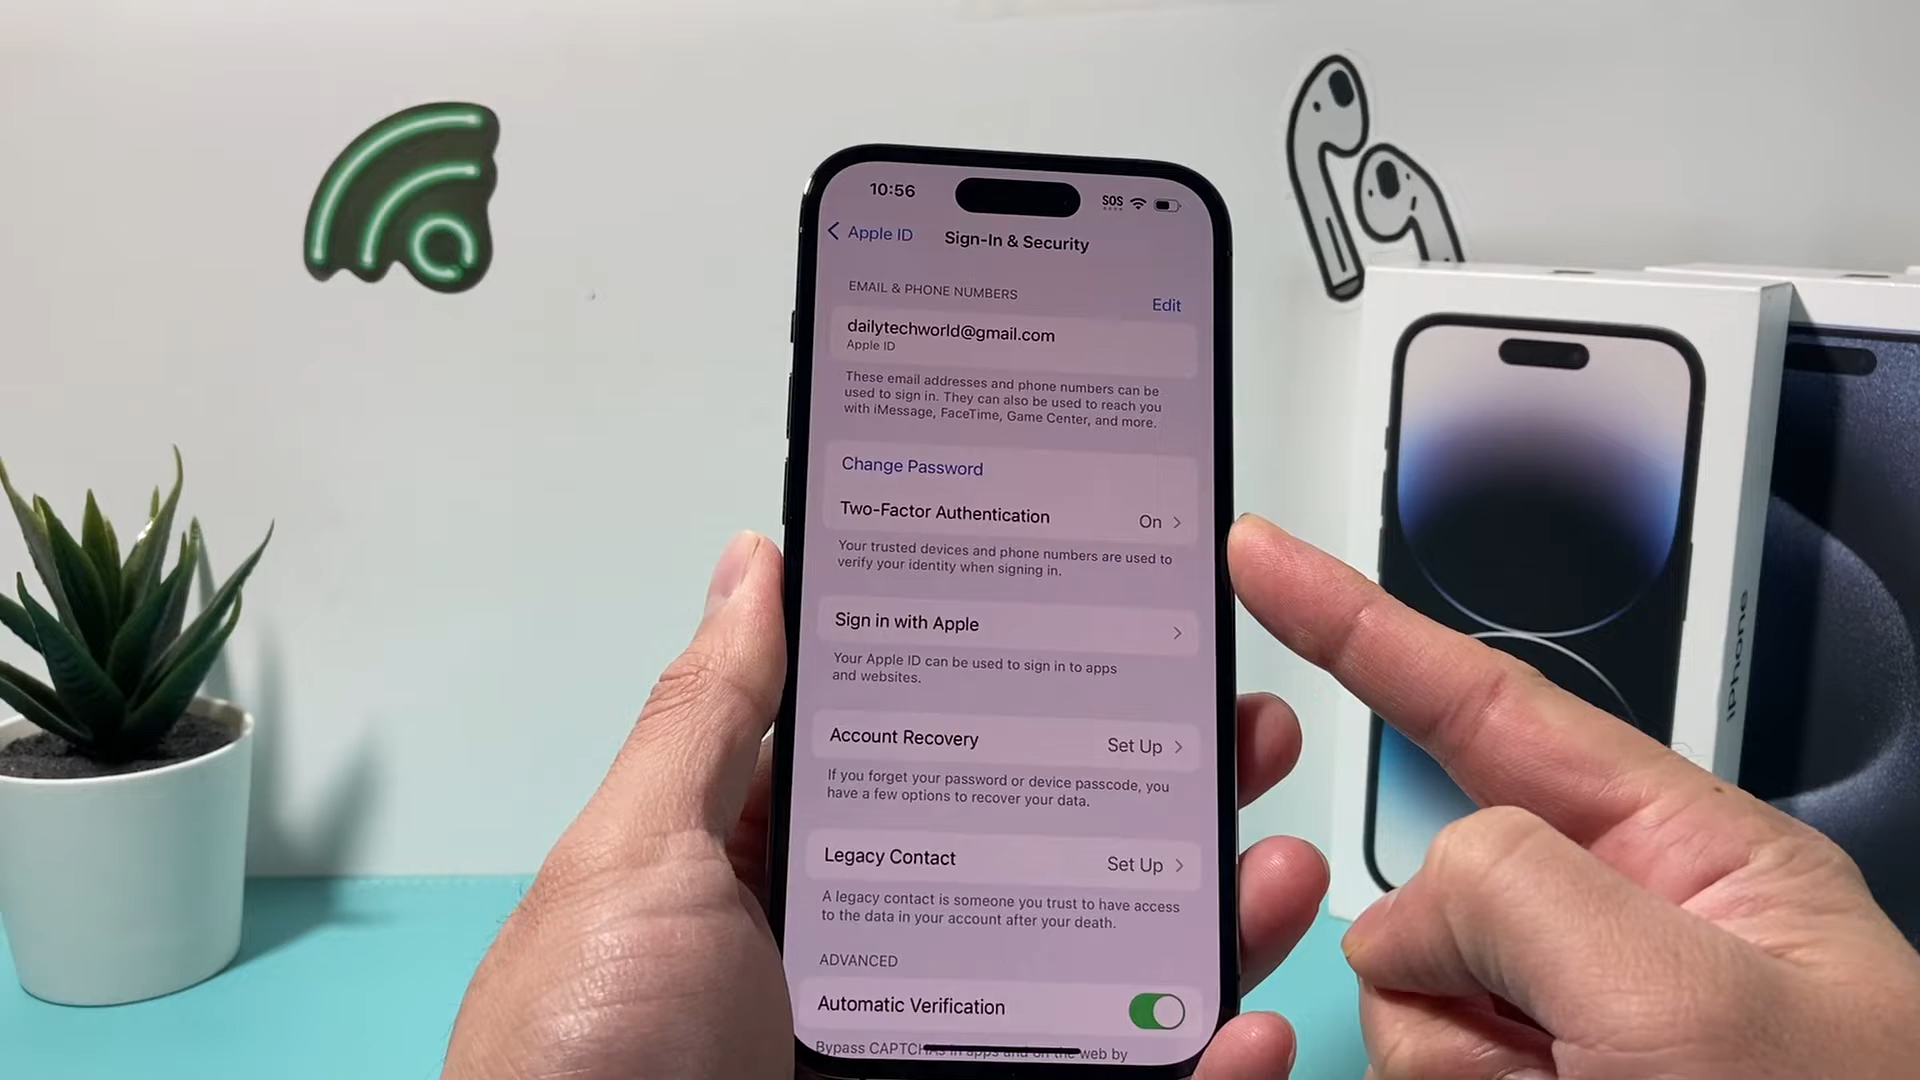 10:56
SOS
Apple ID
Sign-In & Security
EMAIL & PHONE NUMBERS
Edit
dailytechworld@gmail.com
Apple ID
These email addresses and phone numbers can be
used to sign in. They can also be used to reach you
with iMessage, FaceTime, Game Center, and more.
Change Password
Two-Factor Authentication
On
Your trusted devices and phone numbers are used to
verify your identity when signing in.
Sign in with Apple
Your Apple ID can be used to sign in to apps
and websites.
Account Recovery
Set Up
If you forget your password or device passcode, you
have a few options to recover your data.
Legacy Contact
Set Up
A legacy contact is someone you trust to have access
to the data in your account after your death.
ADVANCED
Automatic Verification
Bypass CAPTCHAs in apps and on the web by
iPhone